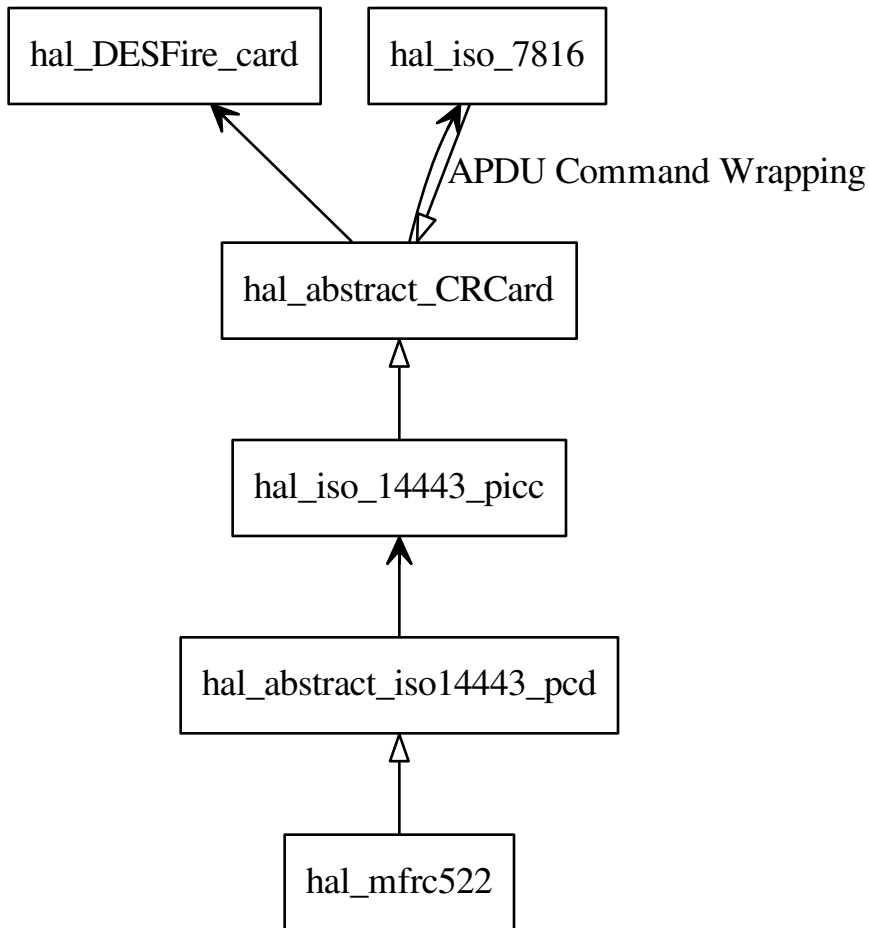 hal_DESFire_card
hal_iso_7816
APDU Command Wrapping
hal_abstract_CRCard
hal_iso_14443_picc
hal_abstract_iso14443_pcd
hal_mfrc522